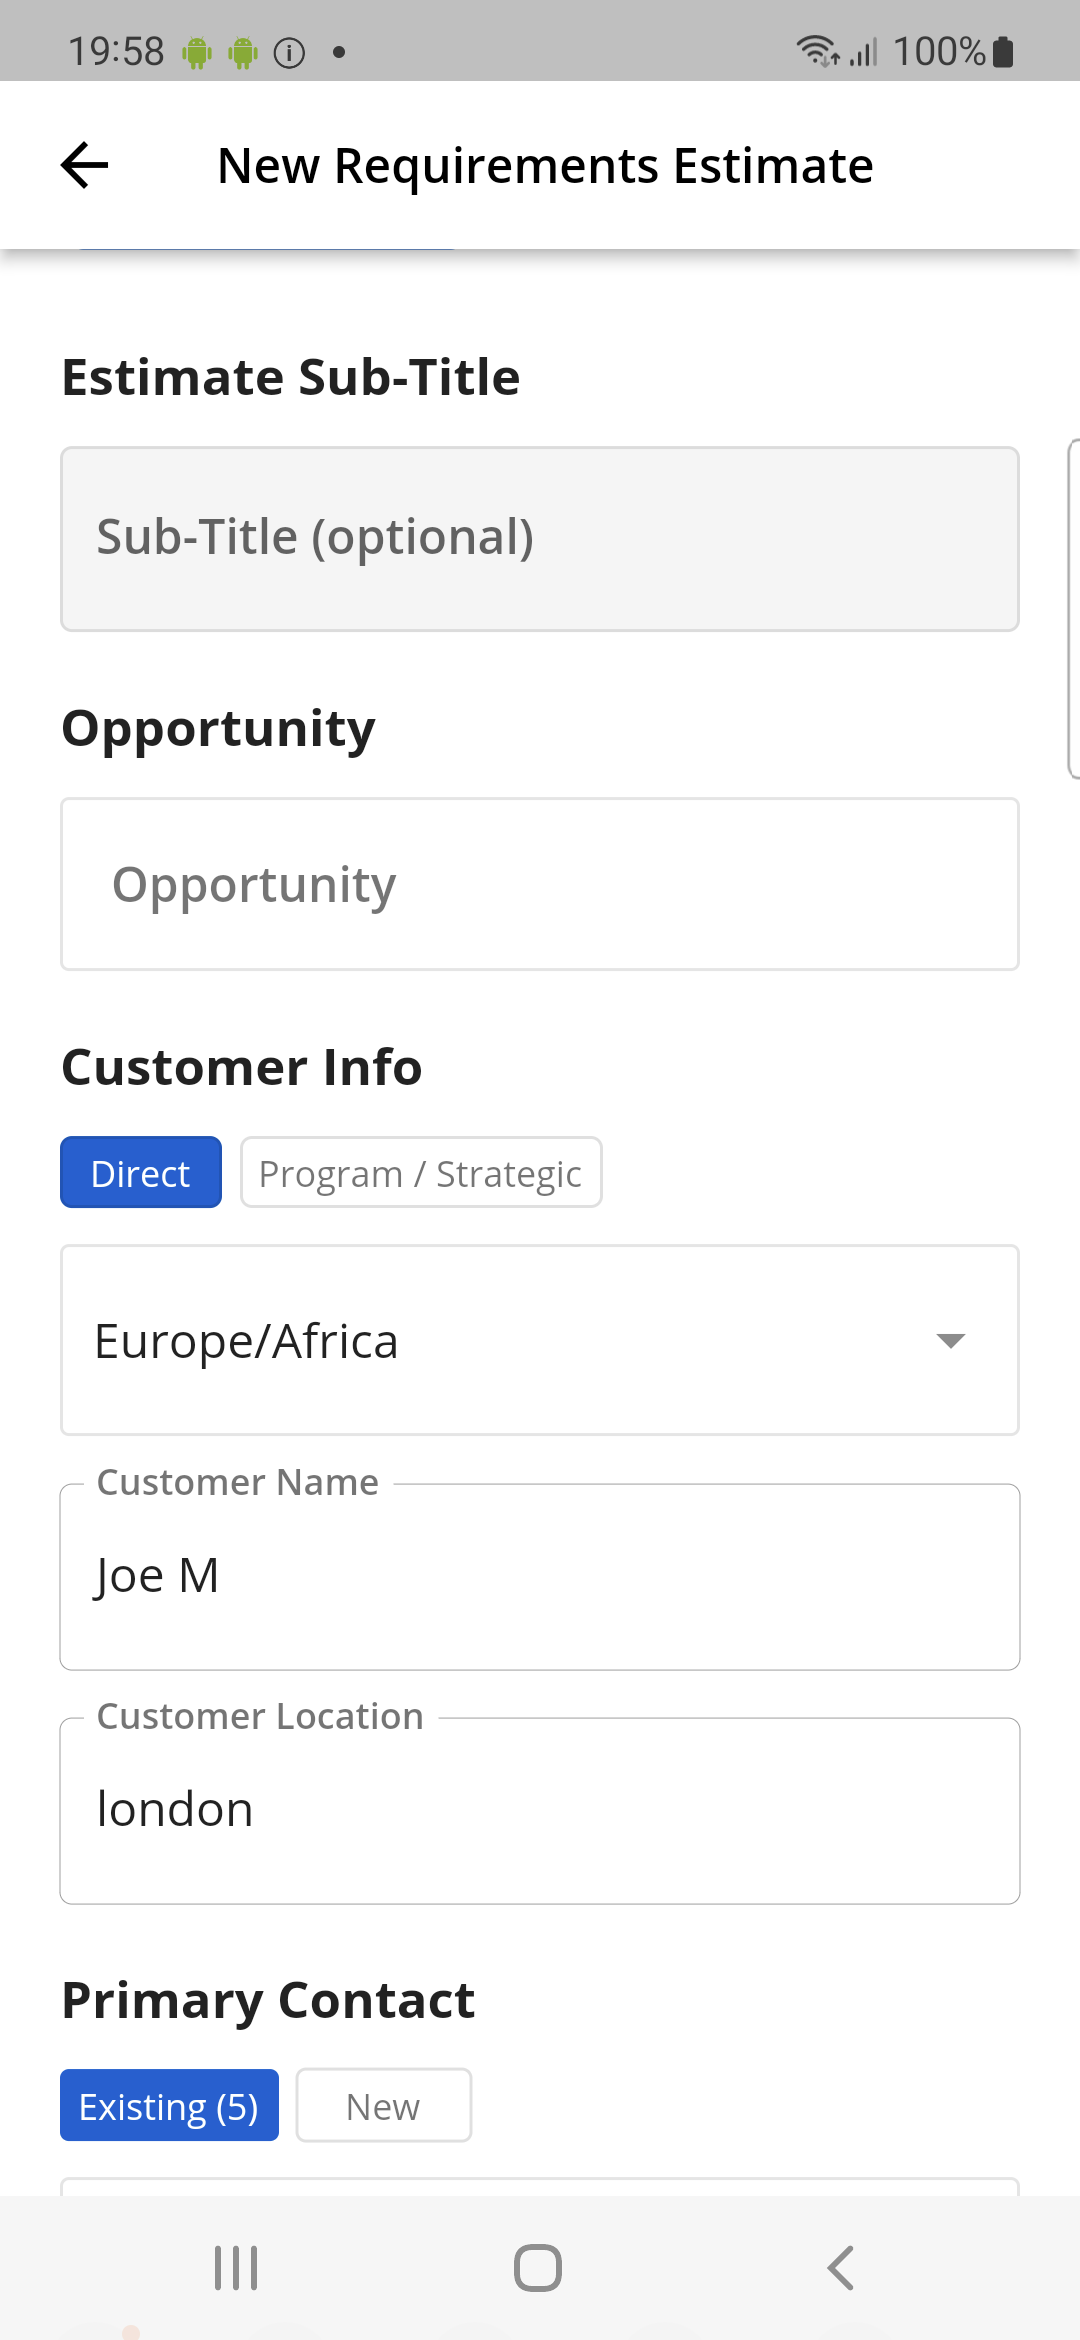 19:58 100%
New Requirements Estimate
Estimate Sub-Title
Sub-Title (optional)
Opportunity
Opportunity
Customer Info
Direct Program / Strategic
Europe/Africa
Customer Name
Joe M
Customer Location
london
Primary Contact
Existing (5) New